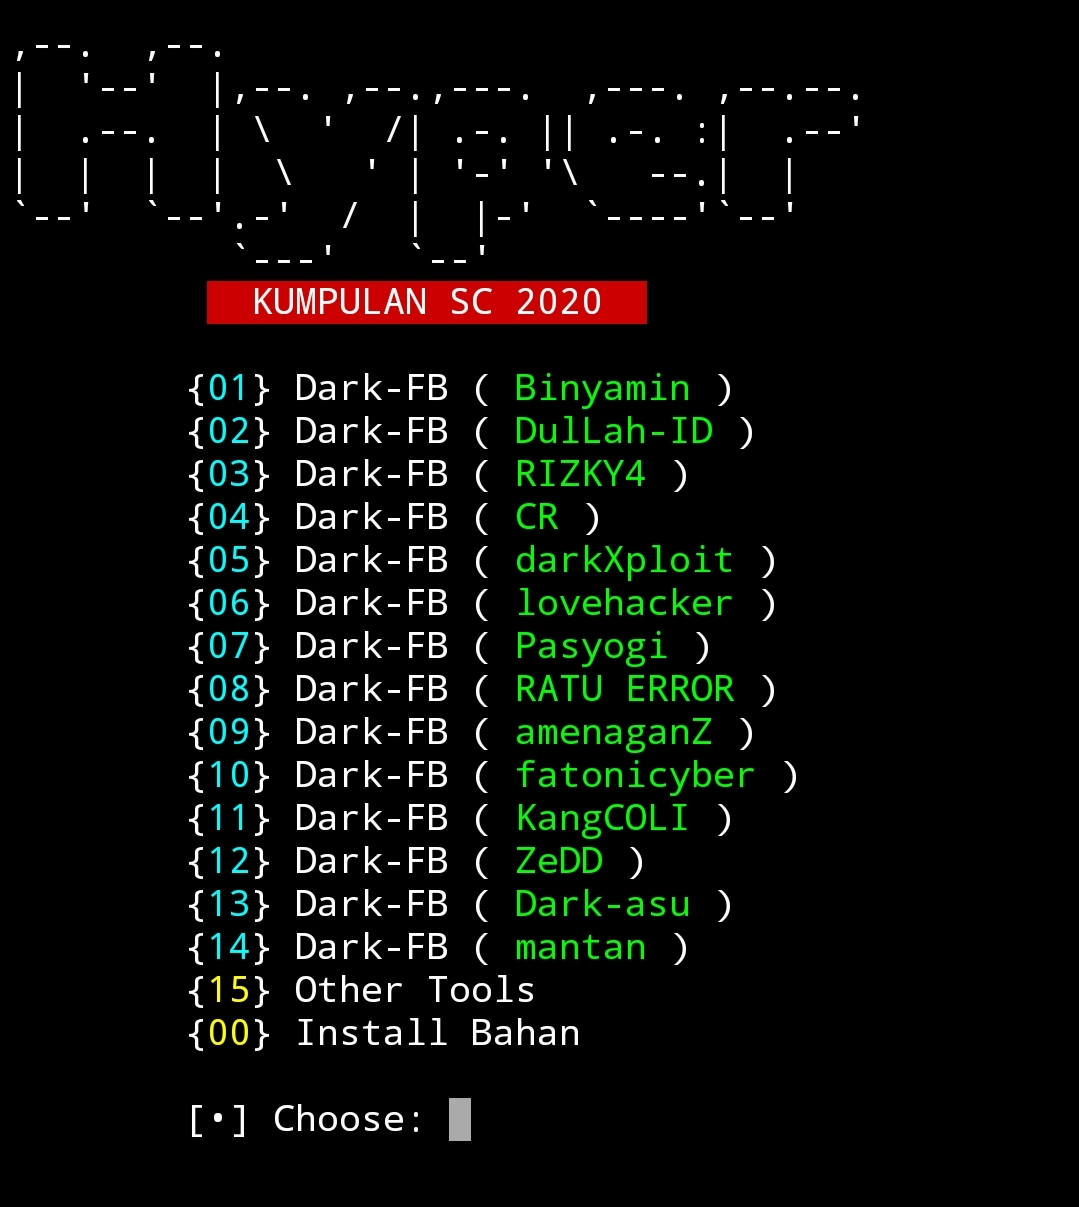 Hyper
KUMPULAN SC 2020
{01} Dark-FB ( Binyamin )
{02} Dark-FB ( DulLah-ID )
{03} Dark-FB ( RIZKY4 )
{04} Dark-FB ( CR )
{05} Dark-FB ( darkXploit )
{06} Dark-FB ( lovehacker )
{07} Dark-FB ( Pasyogi )
{08} Dark-FB ( RATU ERROR )
{09} Dark-FB ( amenaganZ )
{10} Dark-FB ( fatonicyber )
{11} Dark-FB ( KangCOLI )
{12} Dark-FB ( ZeDD )
{13} Dark-FB ( Dark-asu )
{14} Dark-FB ( mantan )
{15} Other Tools
{00} Install Bahan
[•] Choose: